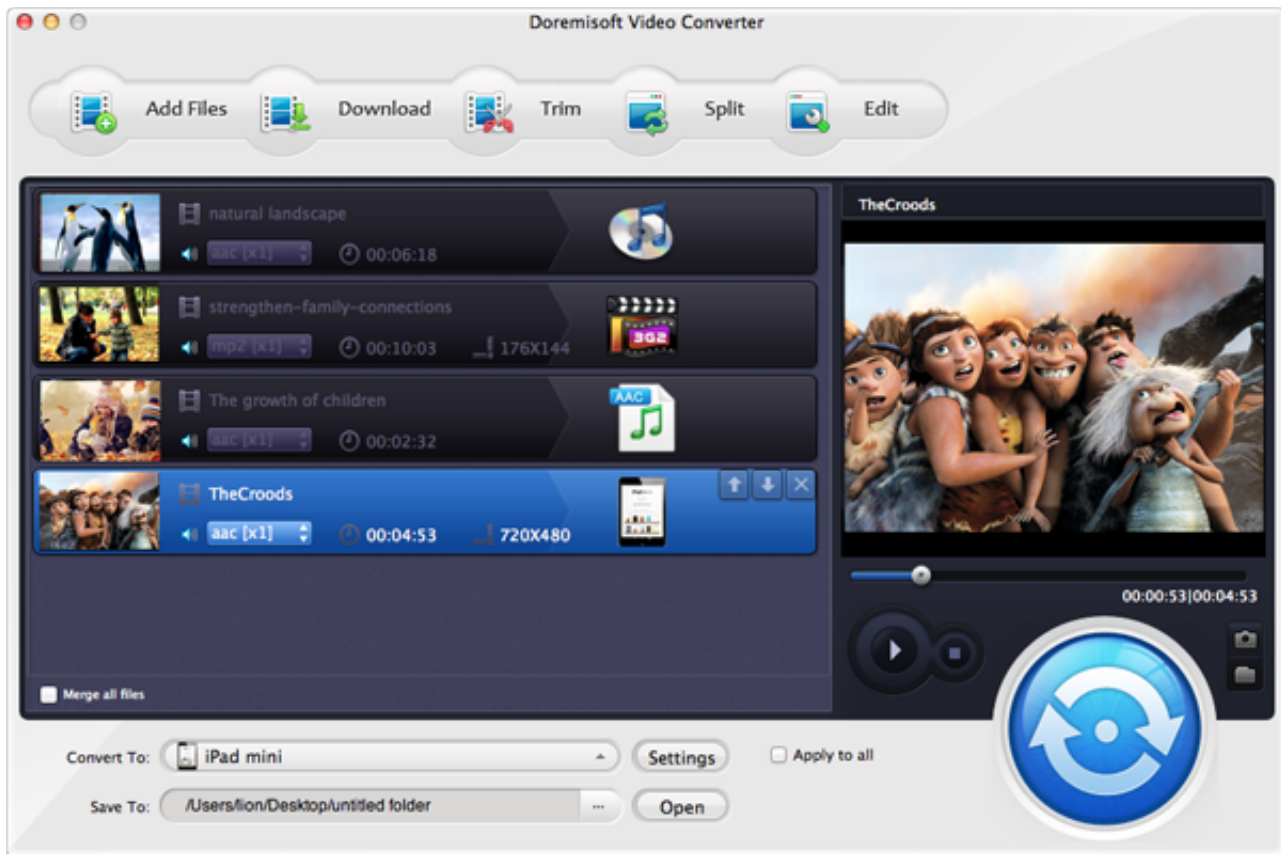 Doremisoft Video Converter
Add Files
Download
Trim
Split
Edit
natural landscape
aac [x1]
00:06:18
strengthen-family-connections
mp2 [x1]
00:10:03
176X144
3G2
The growth of children
aac [x1]
00:02:32
AAC
TheCroods
aac [x1]
00:04:53
720X480
Merge all files
TheCroods
00:00:53|00:04:53
Convert To:
iPad mini
Settings
Apply to all
Save To:
/Users/lion/Desktop/untitled folder
...
Open